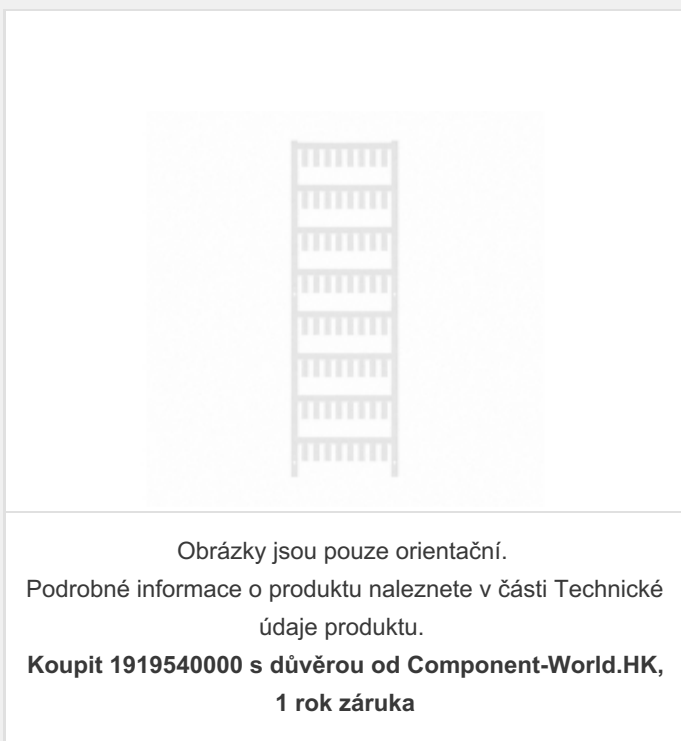 Obrázky jsou pouze orientační.
Podrobné informace o produktu naleznete v části Technické
údaje produktu.
Koupit 1919540000 s důvěrou od Component-World.HK,
1 rok záruka